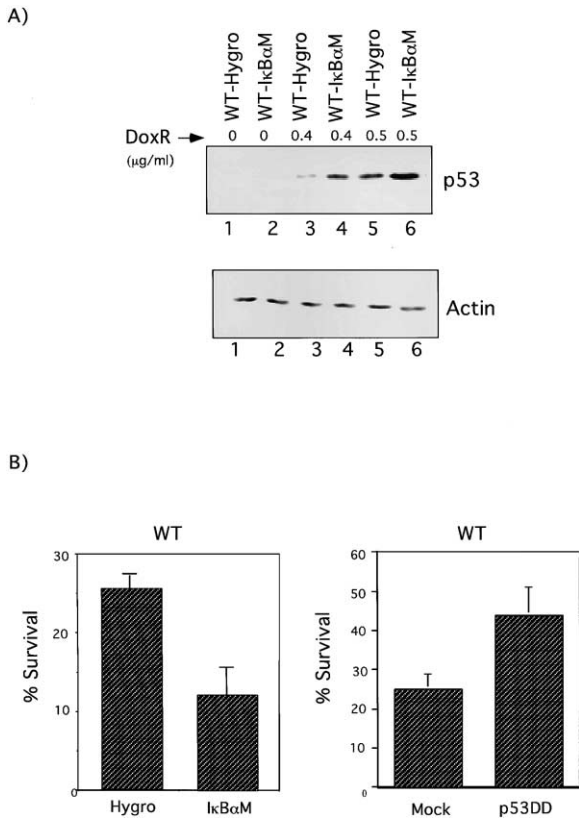 A)
WT-Hygro WT-IκBαM WT-Hygro WT-IκBαM WT-Hygro WT-IκBαM
DoxR 0 0 0.4 0.4 0.5 0.5
(μg/ml)
p53
1 2 3 4 5 6
Actin
1 2 3 4 5 6
B)
WT
30
20
10
0
% Survival
Hygro IκBαM
WT
60
50
40
30
20
10
0
% Survival
Mock p53DD